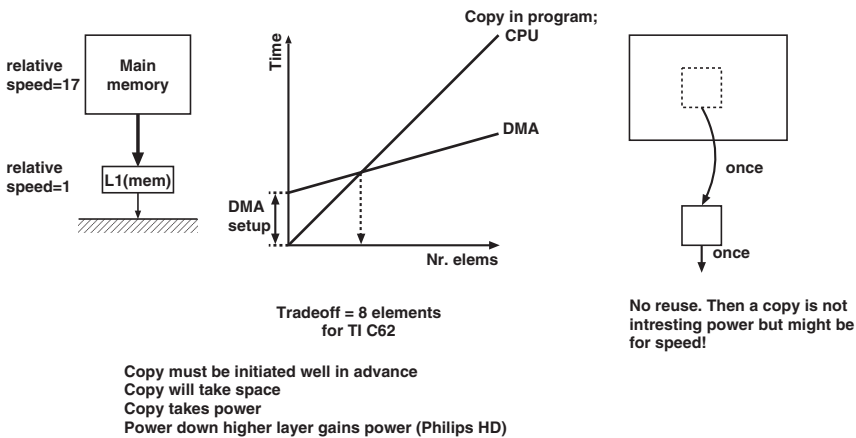 relative
speed=17
Main
memory
relative
speed=1
L1(mem)
Time
Copy in program;
CPU
DMA
DMA
setup
Nr. elems
Tradeoff = 8 elements
for TI C62
once
once
No reuse. Then a copy is not
intresting power but might be
for speed!
Copy must be initiated well in advance
Copy will take space
Copy takes power
Power down higher layer gains power (Philips HD)